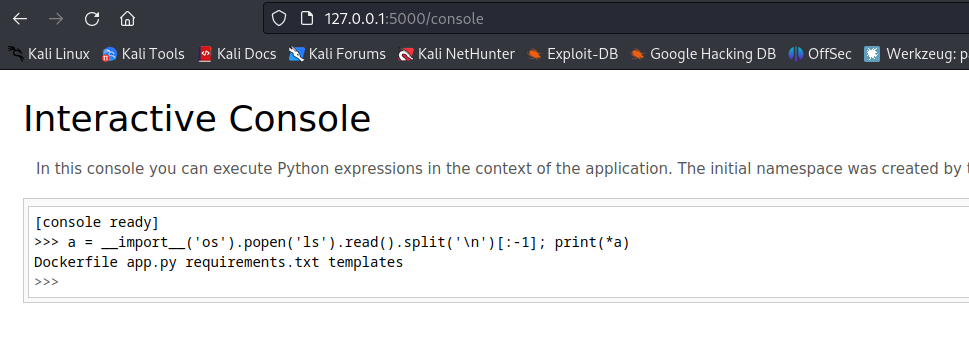 127.0.0.1:5000/console
Kali Linux Kali Tools Kali Docs Kali Forums Kali NetHunter Exploit-DB Google Hacking DB OffSec Werkzeug: p
Interactive Console
In this console you can execute Python expressions in the context of the application. The initial namespace was created by t
[console ready]
>>> a = __import__('os').popen('ls').read().split('\n')[:-1]; print(*a)
Dockerfile app.py requirements.txt templates
>>>